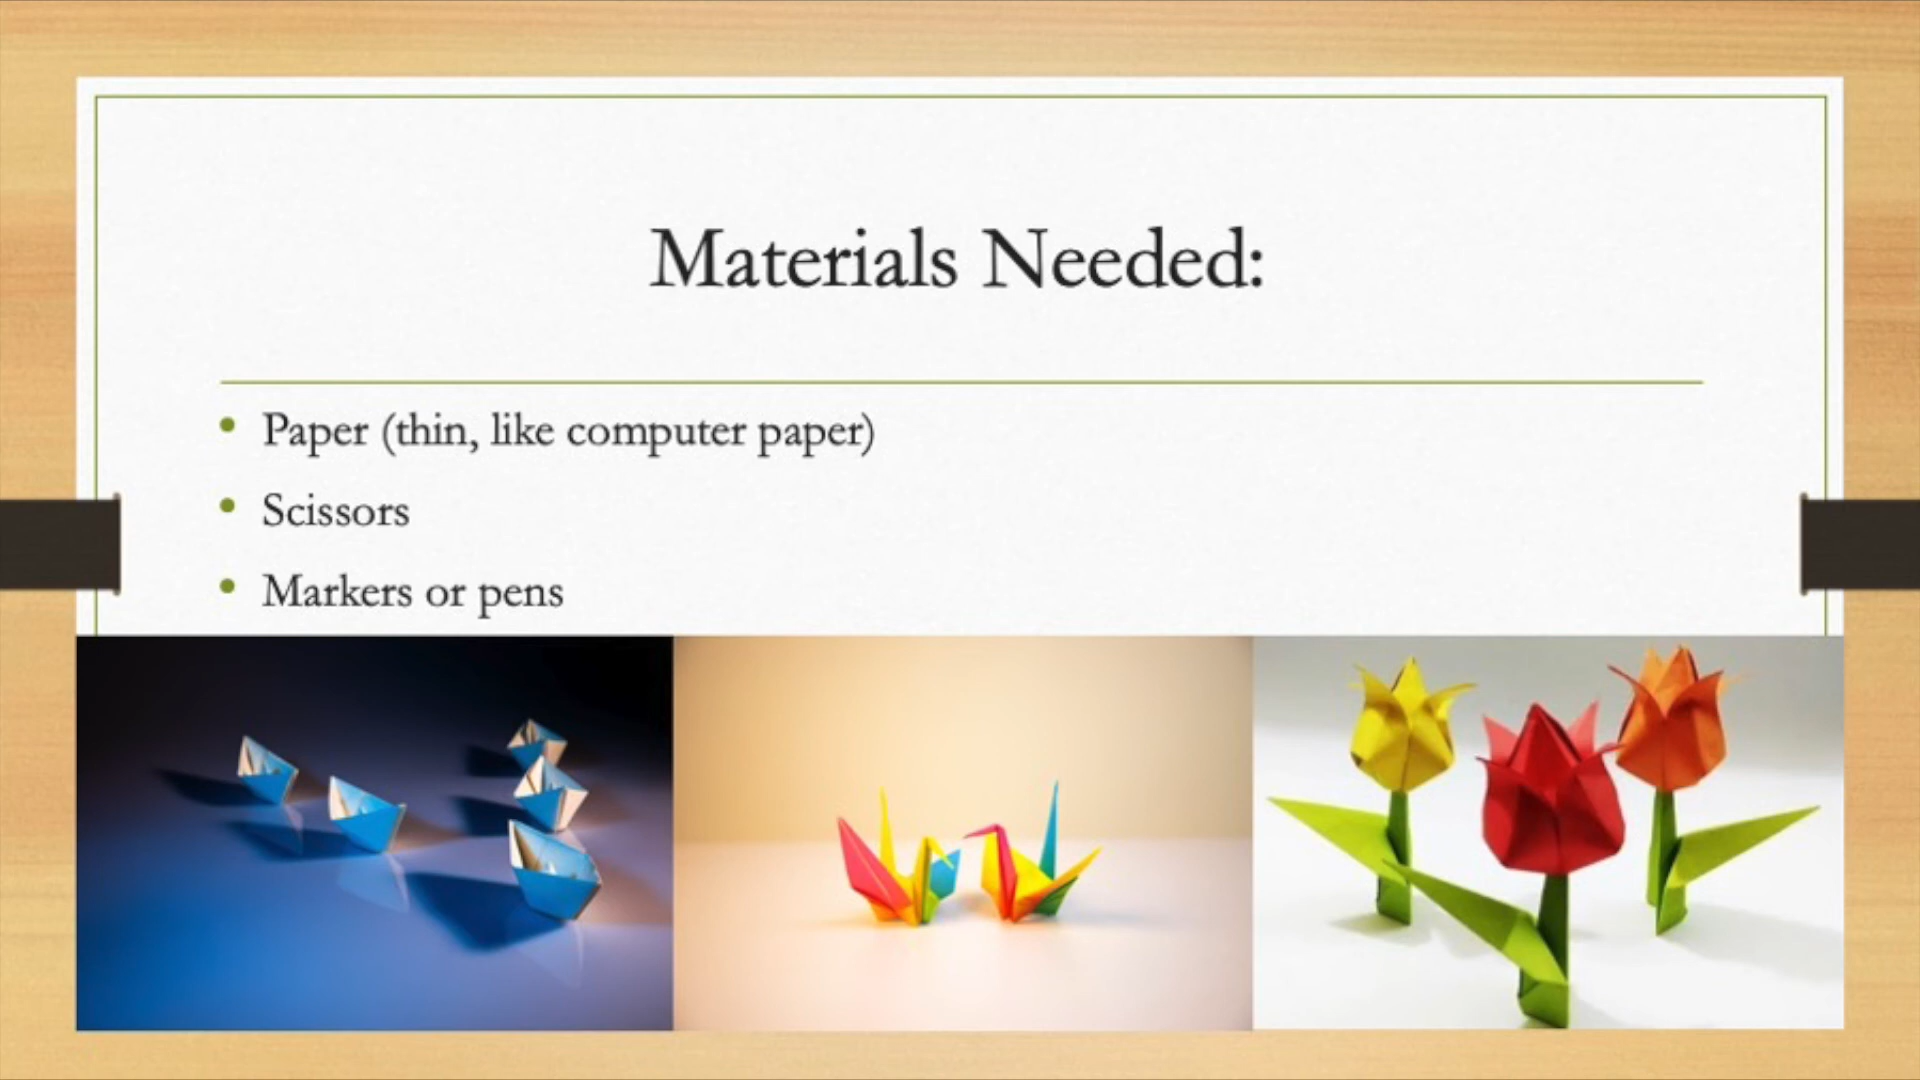 Materials Needed:
Paper (thin, like computer paper)
Scissors
Markers or pens